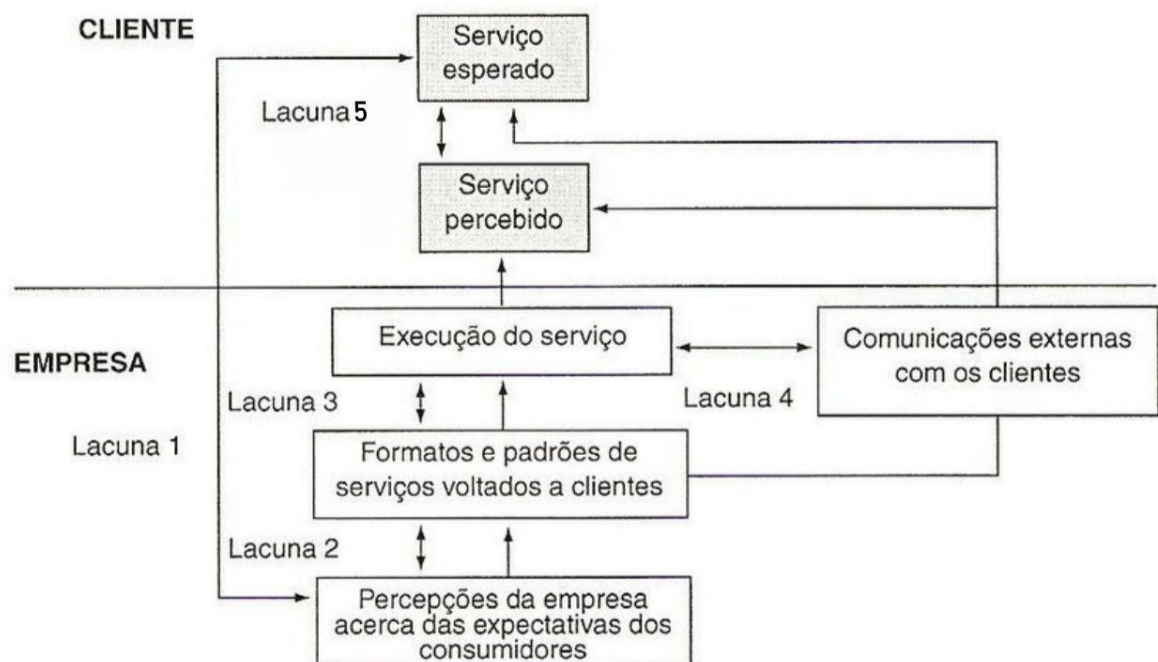 CLIENTE
Serviço
esperado
Lacuna 5
Serviço
percebido
EMPRESA
Execução do serviço
Comunicações externas
com os clientes
Lacuna 3
Lacuna 4
Lacuna 1
Formatos e padrões de
serviços voltados a clientes
Lacuna 2
Percepções da empresa
acerca das expectativas dos
consumidores